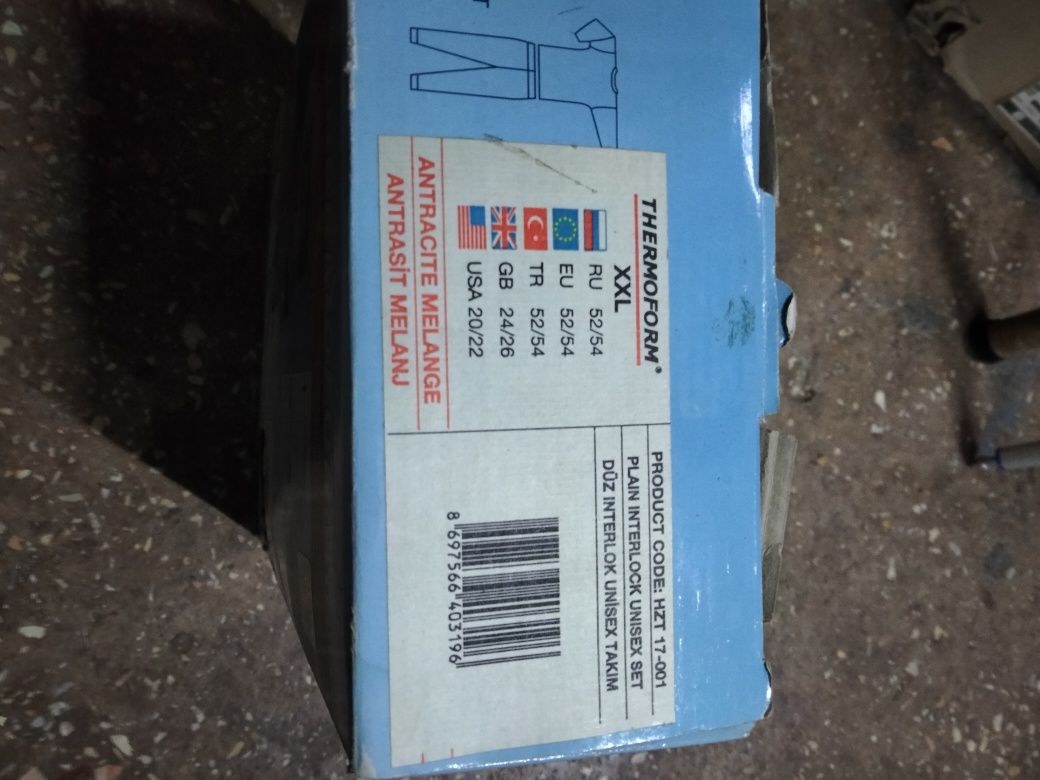 THERMOFORM®
XXL
RU 52/54
EU 52/54
TR 52/54
GB 24/26
USA 20/22
ANTRACITE MELANGE
ANTRASİT MELANJ
PRODUCT CODE: HZT 17-001
PLAIN INTERLOCK UNISEX SET
DÜZ INTERLOK UNİSEX TAKIM
8 697566 403196